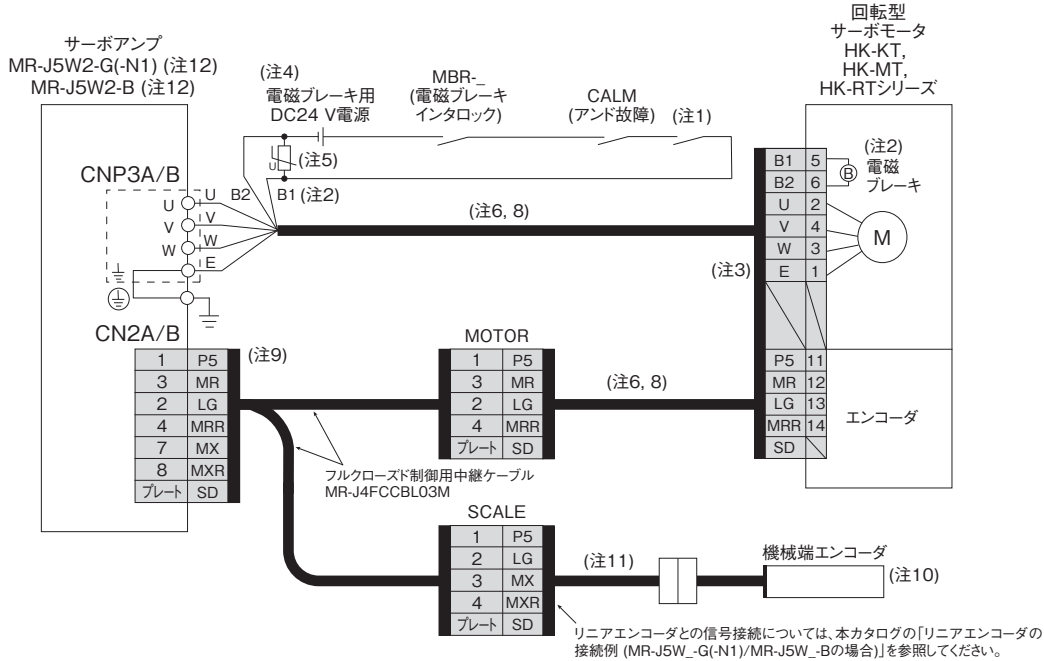 サーボアンプ
MR-J5W2-G(-N1) (注12)
MR-J5W2-B (注12)
(注4)
電磁ブレーキ用
DC24 V電源
MBR-_
(電磁ブレーキ
インタロック)
CALM
(アンド故障)
(注1)
回転型
サーボモータ
HK-KT,
HK-MT,
HK-RTシリーズ
U
(注5)
CNP3A/B
B2
B1 (注2)
U U
V V
W W
E
(注6, 8)
(注3)
B1 5
B2 6
U 2
V 4
W 3
E 1
(注2)
電磁
ブレーキ
B
M
P5 11
MR 12
LG 13
MRR 14
SD
エンコーダ
CN2A/B
(注9)
1 P5
3 MR
2 LG
4 MRR
7 MX
8 MXR
プレート SD
MOTOR
1 P5
3 MR
2 LG
4 MRR
プレート SD
(注6, 8)
フルクローズド制御用中継ケーブル
MR-J4FCCBL03M
SCALE
1 P5
2 LG
3 MX
4 MXR
プレート SD
(注11)
機械端エンコーダ
(注10)
リニアエンコーダとの信号接続については、本カタログの「リニアエンコーダの
接続例 (MR-J5W_-G(-N1)/MR-J5W_-Bの場合)」を参照してください。